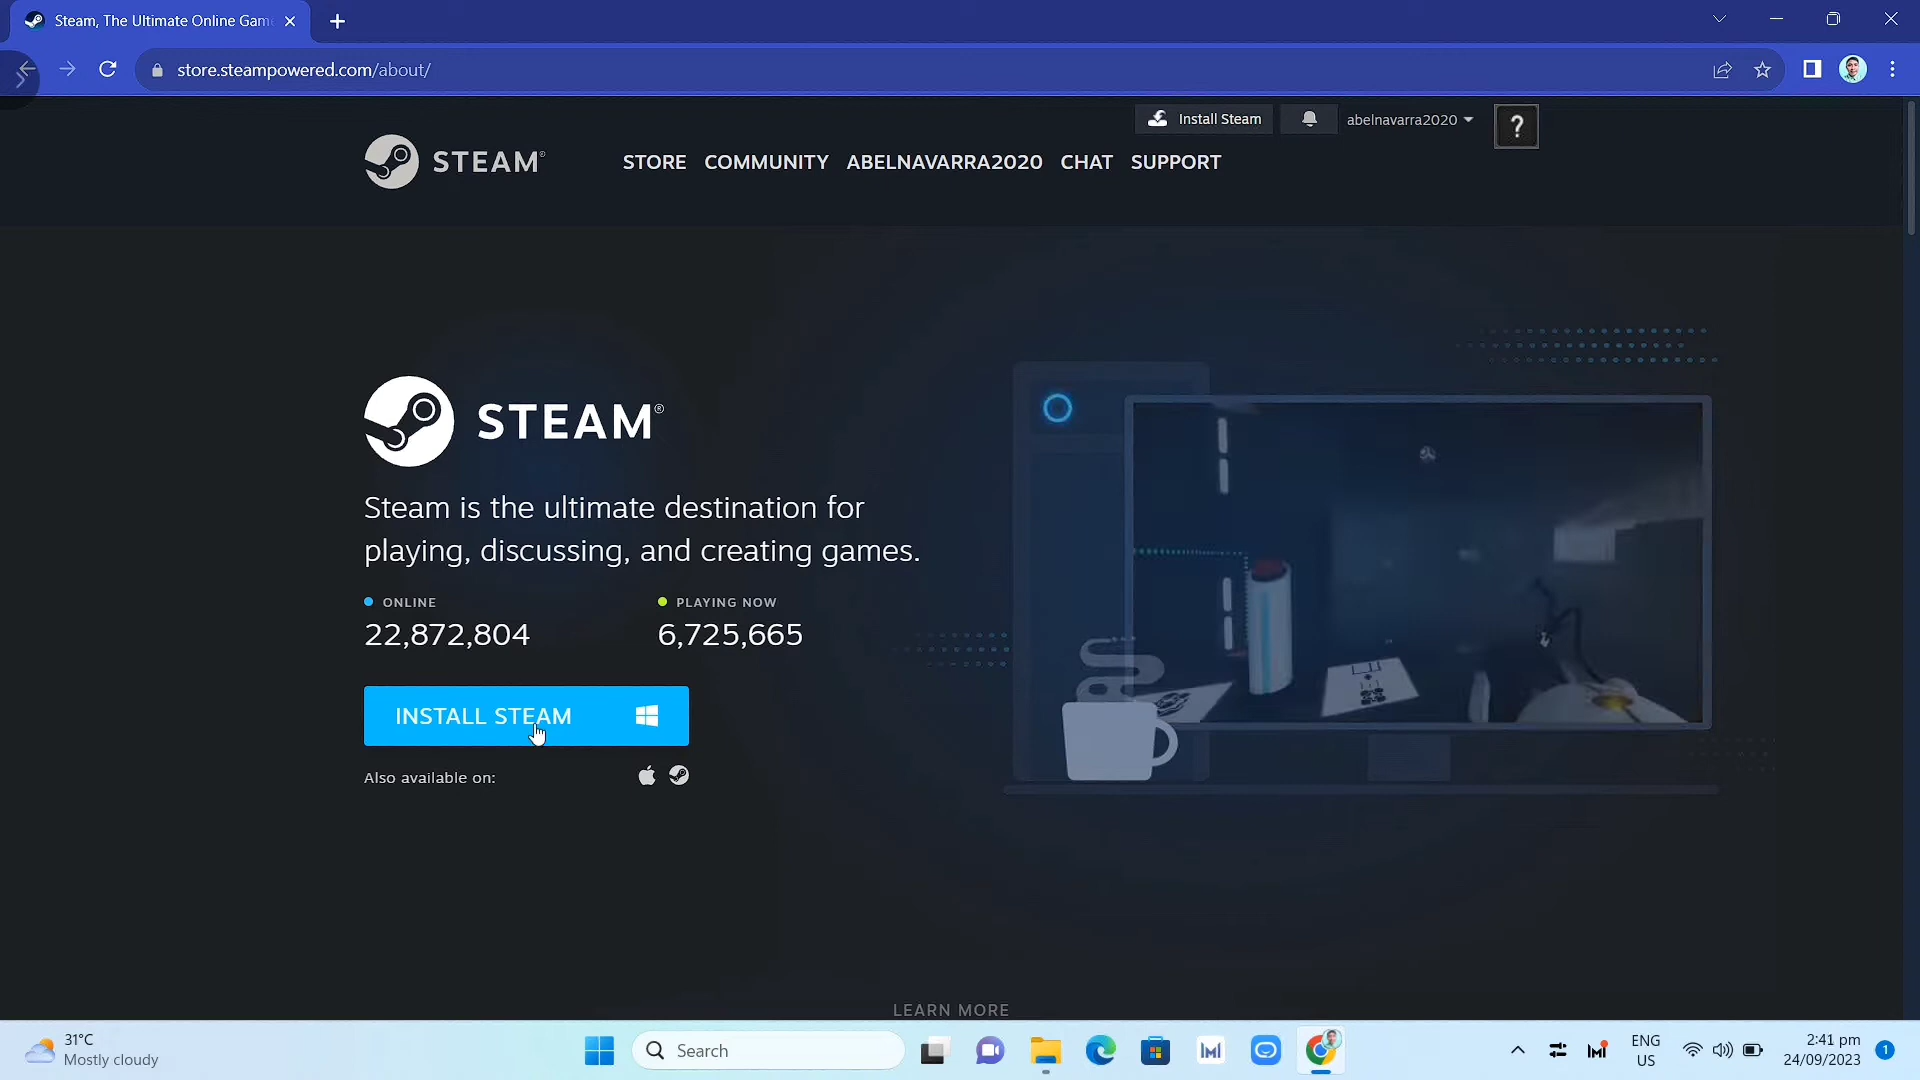 Steam, The Ultimate Online Gam
store.steampowered.com/about/
Install Steam
abelnavarra2020
?
STEAM®
STORE COMMUNITY ABELNAVARRA2020 CHAT SUPPORT
STEAM®
Steam is the ultimate destination for
playing, discussing, and creating games.
ONLINE
22,872,804
PLAYING NOW
6,725,665
INSTALL STEAM
Also available on:
LEARN MORE
31°C
Mostly cloudy
Search
ENG
US
2:41 pm
24/09/2023
1